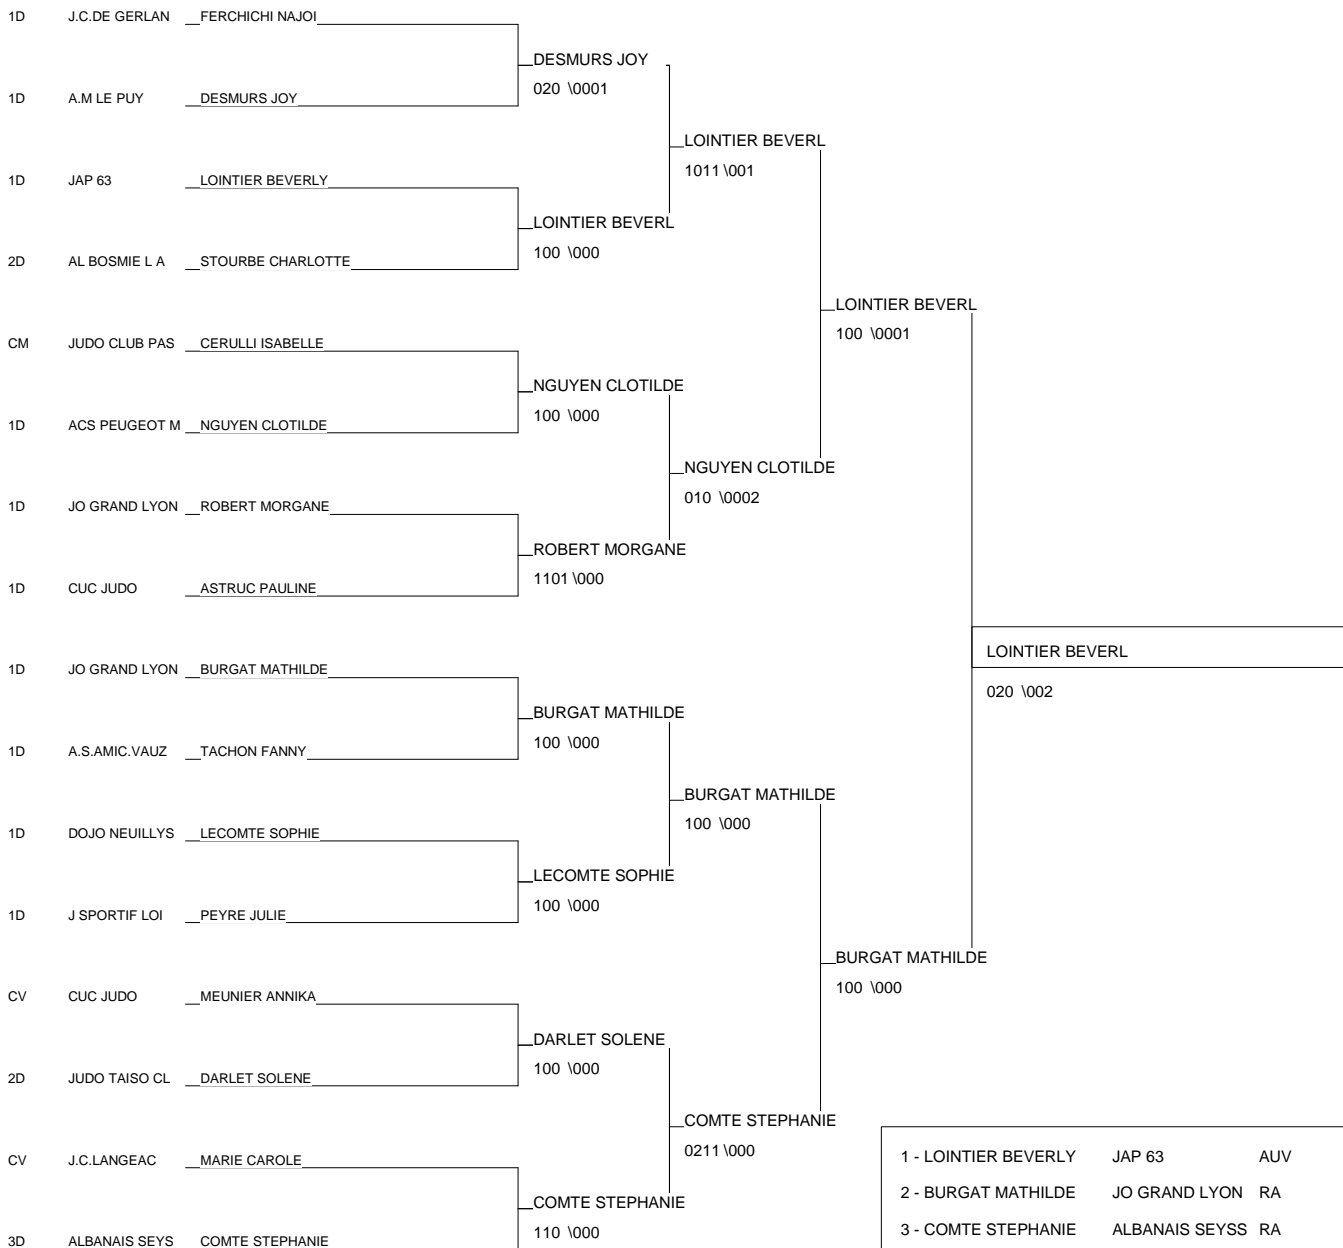 1D J.C.DE GERLAN FERCHICHI NAJOI
DESMURS JOY
020 \0001
1D A.M LE PUY DESMURS JOY
LOINTIER BEVERL
1011 \001
1D JAP 63 LOINTIER BEVERLY
LOINTIER BEVERL
100 \000
2D AL BOSMIE L A STOURBE CHARLOTTE
LOINTIER BEVERL
100 \0001
CM JUDO CLUB PAS CERULLI ISABELLE
NGUYEN CLOTILDE
100 \000
1D ACS PEUGEOT M NGUYEN CLOTILDE
NGUYEN CLOTILDE
010 \0002
1D JO GRAND LYON ROBERT MORGANE
ROBERT MORGANE
1101 \000
1D CUC JUDO ASTRUC PAULINE
LOINTIER BEVERL
020 \002
1D JO GRAND LYON BURGAT MATHILDE
BURGAT MATHILDE
100 \000
1D A.S.AMIC.VAUZ TACHON FANNY
BURGAT MATHILDE
100 \000
1D DOJO NEUILLYS LECOMTE SOPHIE
LECOMTE SOPHIE
100 \000
1D J SPORTIF LOI PEYRE JULIE
BURGAT MATHILDE
100 \000
CV CUC JUDO MEUNIER ANNIKA
DARLET SOLENE
100 \000
2D JUDO TAISO CL DARLET SOLENE
COMTE STEPHANIE
0211 \000
CV J.C.LANGEAC MARIE CAROLE
COMTE STEPHANIE
110 \000
3D ALBANAIS SEYS COMTE STEPHANIE
1 - LOINTIER BEVERLY JAP 63 AUV
2 - BURGAT MATHILDE JO GRAND LYON RA
3 - COMTE STEPHANIE ALBANAIS SEYSS RA